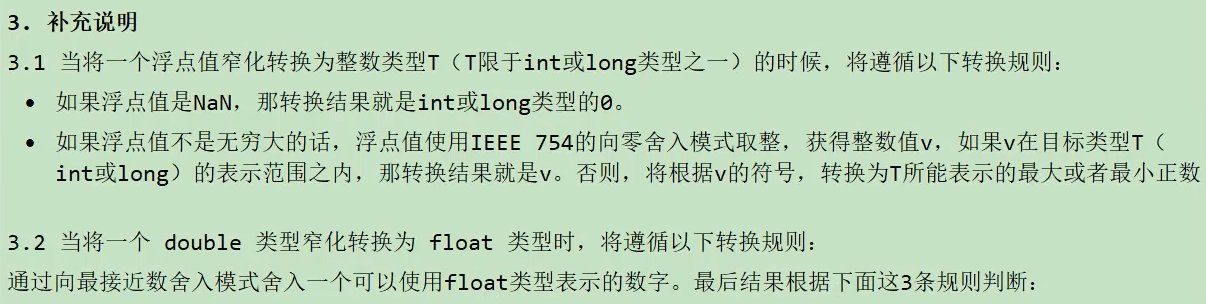 3. 补充说明
3.1 当将一个浮点值窄化转换为整数类型T（T限于int或long类型之一）的时候，将遵循以下转换规则：
• 如果浮点值是NaN，那转换结果就是int或long类型的0。
• 如果浮点值不是无穷大的话，浮点值使用IEEE 754的向零舍入模式取整，获得整数值v，如果v在目标类型T（
int或long）的表示范围之内，那转换结果就是v。否则，将根据v的符号，转换为T所能表示的最大或者最小正数
3.2 当将一个 double 类型窄化转换为 float 类型时，将遵循以下转换规则：
通过向最接近数舍入模式舍入一个可以使用float类型表示的数字。最后结果根据下面这3条规则判断：